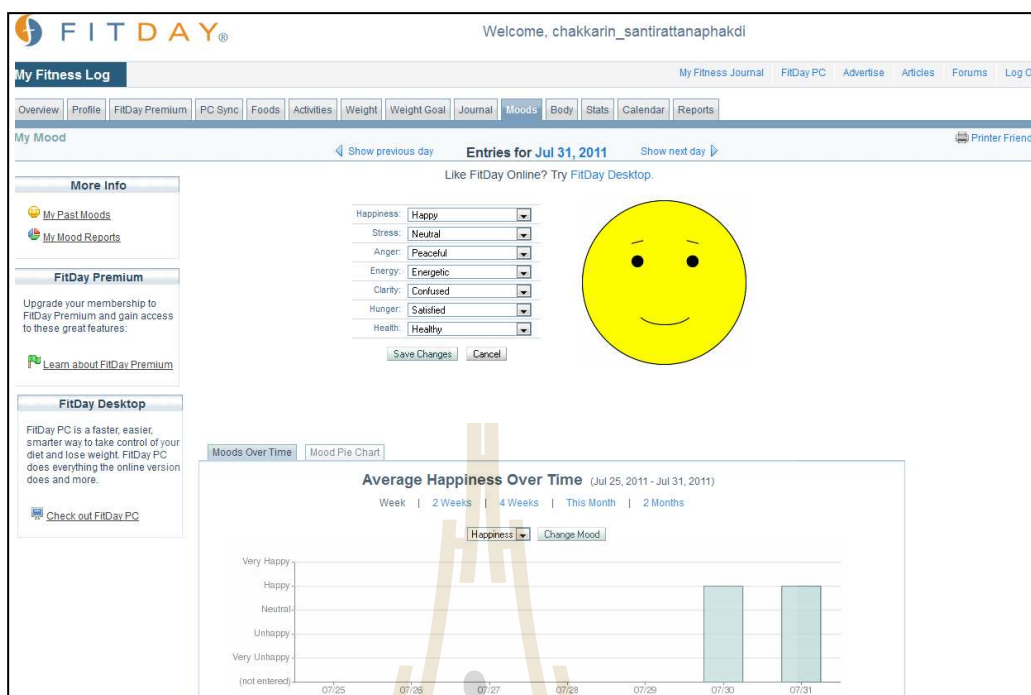 FITDAY®
Welcome, chakkarin_santirattanaphakdi
My Fitness Log
My Fitness Journal FitDay PC Advertise Articles Forums Log O
Overview Profile FitDay Premium PC Sync Foods Activities Weight Weight Goal Journal Moods Body Stats Calendar Reports
My Mood
Show previous day Entries for Jul 31, 2011 Show next day
Printer Friend
Like FitDay Online? Try FitDay Desktop.
More Info
My Past Moods
My Mood Reports
FitDay Premium
Upgrade your membership to
FitDay Premium and gain access
to these great features:
Learn about FitDay Premium
FitDay Desktop
FitDay PC is a faster, easier,
smarter way to take control of your
diet and lose weight. FitDay PC
does everything the online version
does and more.
Check out FitDay PC
Happiness: Happy
Stress: Neutral
Anger: Peaceful
Energy: Energetic
Clarity: Confused
Hunger: Satisfied
Health: Healthy
Save Changes Cancel
Moods Over Time Mood Pie Chart
Average Happiness Over Time (Jul 25, 2011 - Jul 31, 2011)
Week | 2 Weeks | 4 Weeks | This Month | 2 Months
Happiness Change Mood
Very Happy
Happy
Neutral
Unhappy
Very Unhappy
(not entered)
07/25 07/26 07/27 07/28 07/29 07/30 07/31